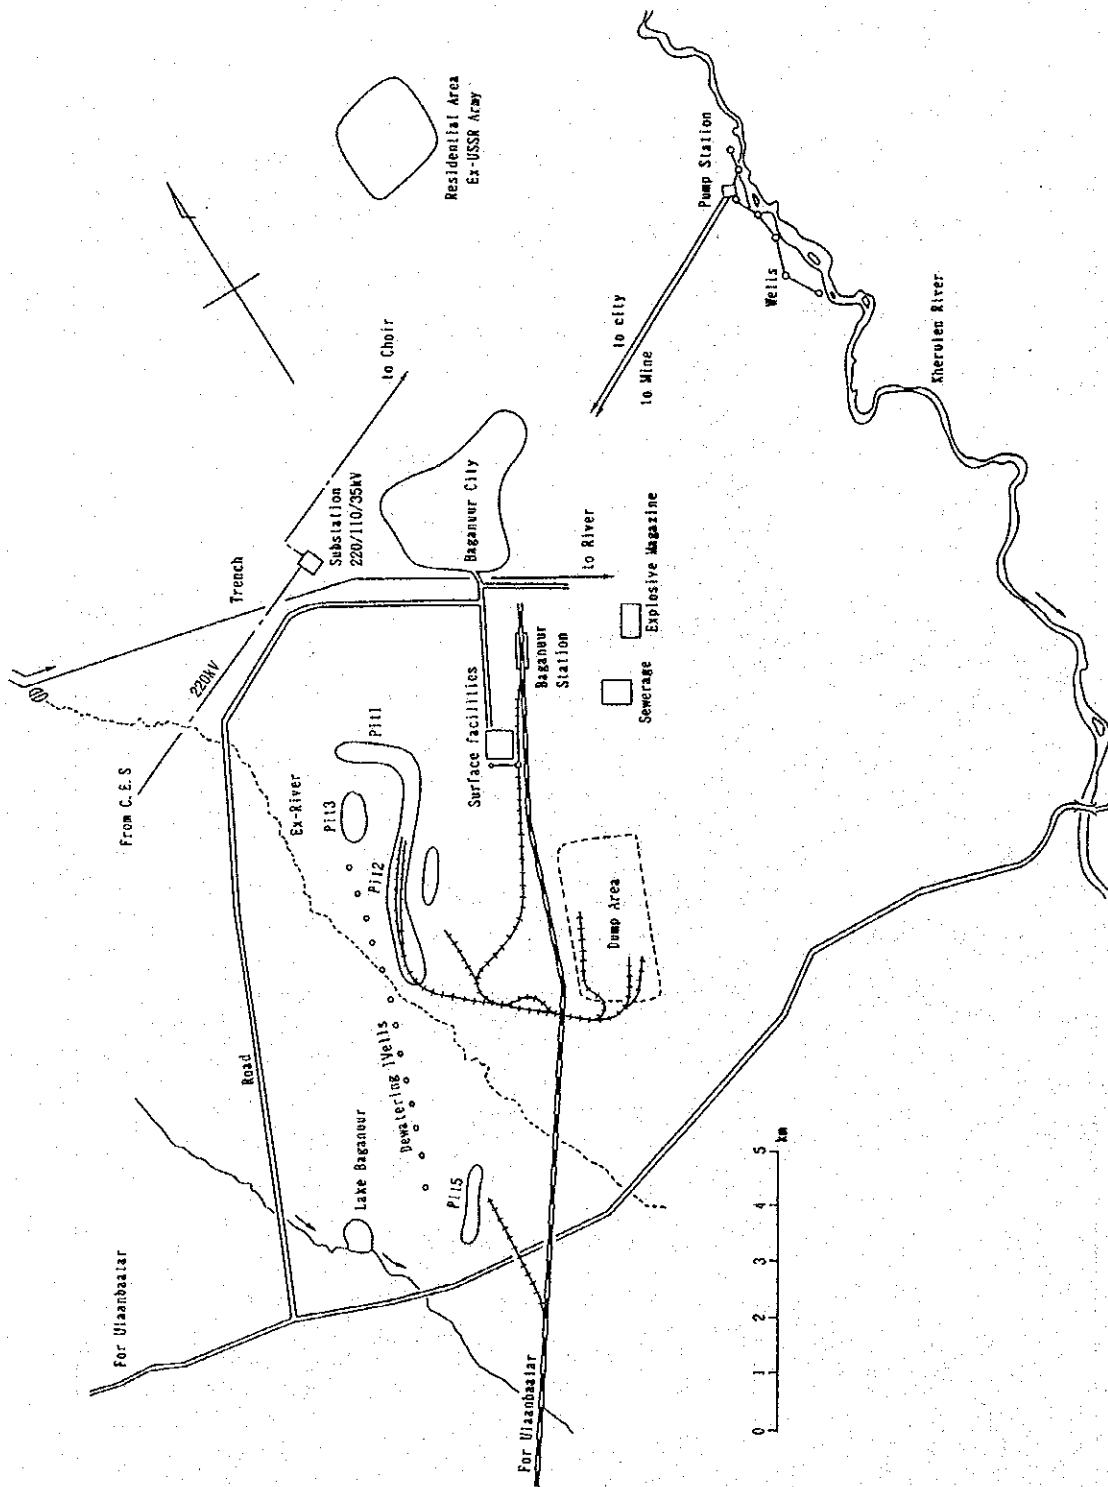 Residential Area
Ex-USSR Army
Pump Station
to Choir
to city
to Mine
Wells
Kherulen River
Substation
220/110/35kV
Trench
220kV
From C.E.S
Baganuur City
to River
Explosive Magazine
Sewerage
Baganuur
Station
Surface facilities
Pit1
Pit3
Pit2
Ex-River
Dump Area
Road
Dewatering Wells
Lake Baganuur
Pit5
For Ulaanbaatar
For Ulaanbaatar
0 1 2 3 4 5
km